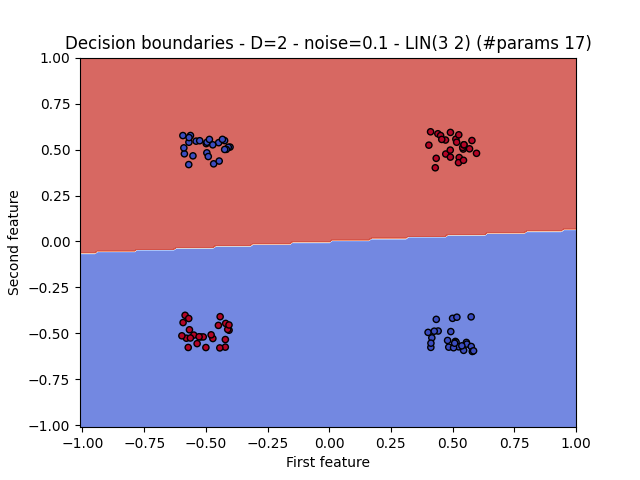 Decision boundaries - D=2 - noise=0.1 - LIN(3 2) (#params 17)
1.00
0.75
0.50
0.25
0.00
−0.25
−0.50
−0.75
−1.00
Second feature
−1.00 −0.75 −0.50 −0.25 0.00 0.25 0.50 0.75 1.00
First feature